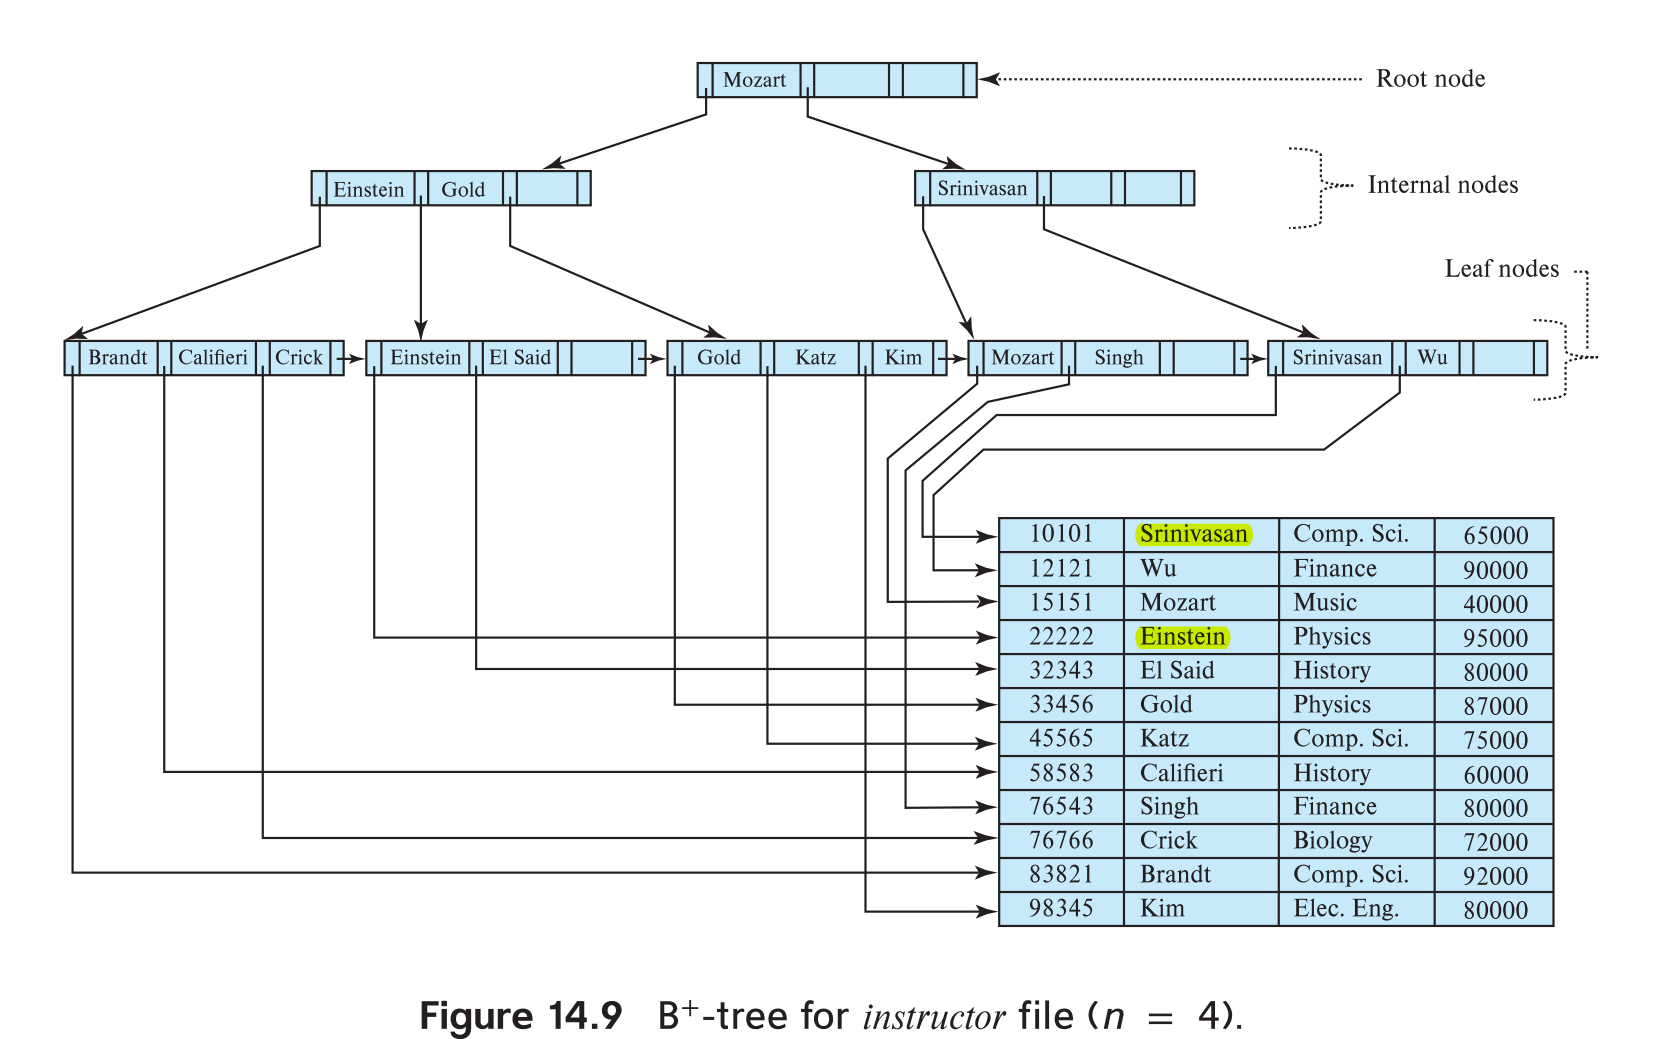 Mozart
Root node
Einstein Gold
Srinivasan
Internal nodes
Leaf nodes
Brandt Califieri Crick
Einstein El Said
Gold Katz Kim
Mozart Singh
Srinivasan Wu
10101 Srinivasan Comp. Sci. 65000
12121 Wu Finance 90000
15151 Mozart Music 40000
22222 Einstein Physics 95000
32343 El Said History 80000
33456 Gold Physics 87000
45565 Katz Comp. Sci. 75000
58583 Califieri History 60000
76543 Singh Finance 80000
76766 Crick Biology 72000
83821 Brandt Comp. Sci. 92000
98345 Kim Elec. Eng. 80000
Figure 14.9 B⁺-tree for instructor file (n = 4).